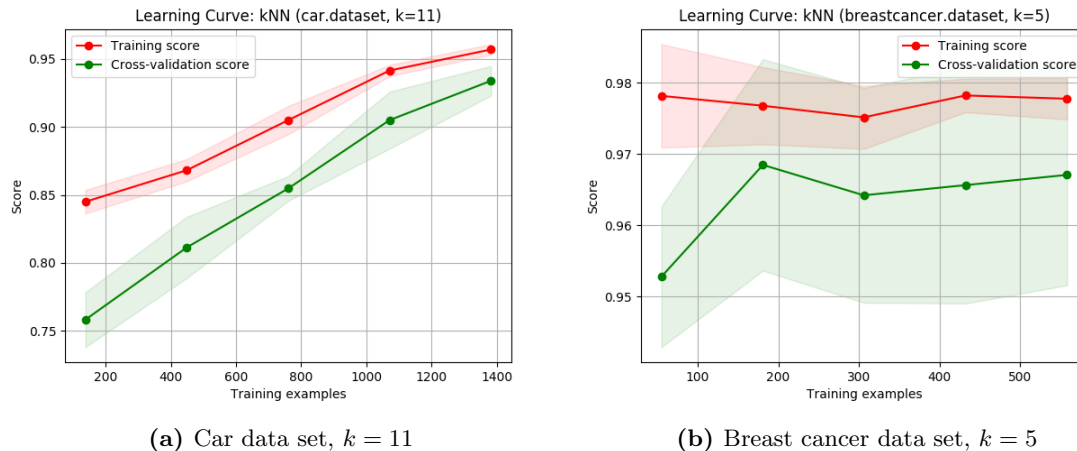 Learning Curve: kNN (car.dataset, k=11)
Training score
Cross-validation score
0.95
0.90
0.85
0.80
0.75
Score
200 400 600 800 1000 1200 1400
Training examples
(a) Car data set, k = 11
Learning Curve: kNN (breastcancer.dataset, k=5)
Training score
Cross-validation score
0.98
0.97
0.96
0.95
Score
100 200 300 400 500
Training examples
(b) Breast cancer data set, k = 5